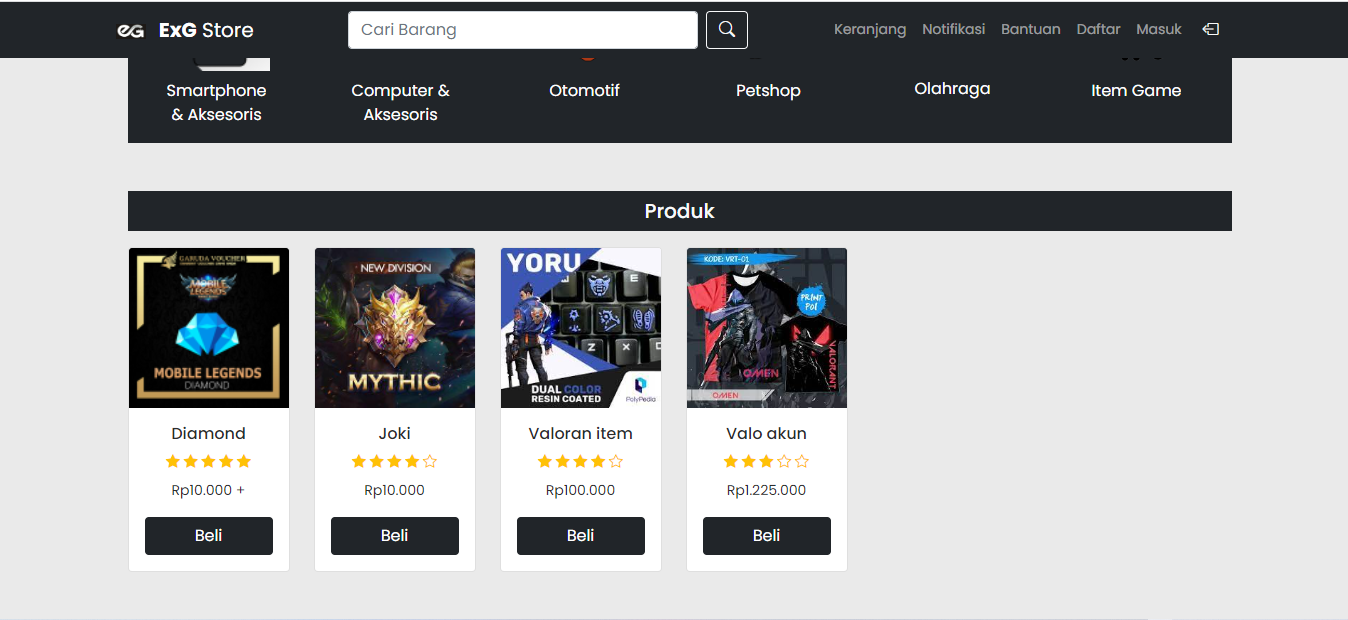 eG ExG Store
Cari Barang
Keranjang Notifikasi Bantuan Daftar Masuk
Smartphone
& Aksesoris
Computer &
Aksesoris
Otomotif
Petshop
Olahraga
Item Game
Produk
GARUDA VOUCHER
MOBILE
LEGENDS
MOBILE LEGENDS
DIAMOND
Diamond
Rp10.000 +
Beli
NEW DIVISION
MYTHIC
Joki
Rp10.000
Beli
YORU
E
Z X C
DUAL COLOR
RESIN COATED
PolyPedia
Valoran item
Rp100.000
Beli
KODE: VRT-01
OMEN
VALORANT
OMEN
Valo akun
Rp1.225.000
Beli